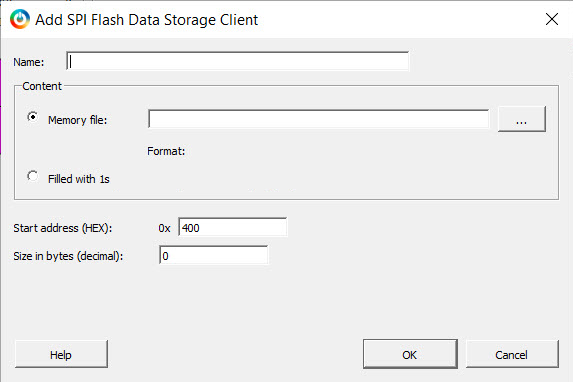 Add SPI Flash Data Storage Client
Name:
Content
Memory file:
...
Format:
Filled with 1s
Start address (HEX): 0x 400
Size in bytes (decimal): 0
Help OK Cancel